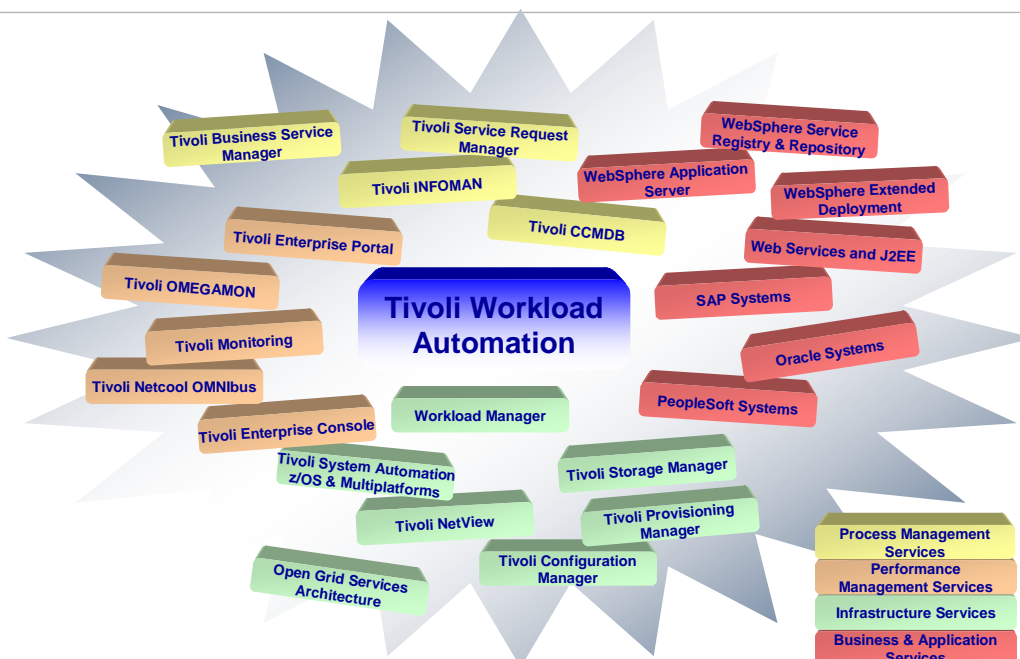 Tivoli Business Service
Manager
Tivoli Service Request
Manager
WebSphere Service
Registry & Repository
Tivoli INFOMAN
WebSphere Application
Server
WebSphere Extended
Deployment
Tivoli Enterprise Portal
Tivoli CCMDB
Web Services and J2EE
Tivoli OMEGAMON
Tivoli Workload
Automation
SAP Systems
Tivoli Monitoring
Oracle Systems
Tivoli Netcool OMNIbus
Workload Manager
PeopleSoft Systems
Tivoli Enterprise Console
Tivoli System Automation
z/OS & Multiplatforms
Tivoli Storage Manager
Tivoli NetView
Tivoli Provisioning
Manager
Open Grid Services
Architecture
Tivoli Configuration
Manager
Process Management
Services
Performance
Management Services
Infrastructure Services
Business & Application
Services